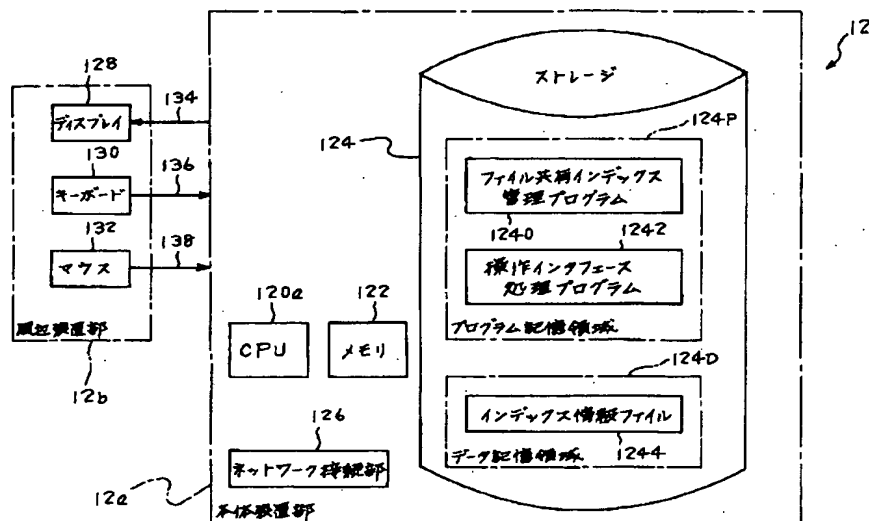 12
128
ディスプレイ
134
130
キーボード
136
132
マウス
138
周辺装置部
12b
ストレージ
124
124P
ファイル共有インデックス
管理プログラム
1240
1242
操作インタフェース
処理プログラム
プログラム記憶領域
124D
インデックス情報ファイル
1244
データ記憶領域
120a
CPU
122
メモリ
126
ネットワーク接続部
12a
本体装置部